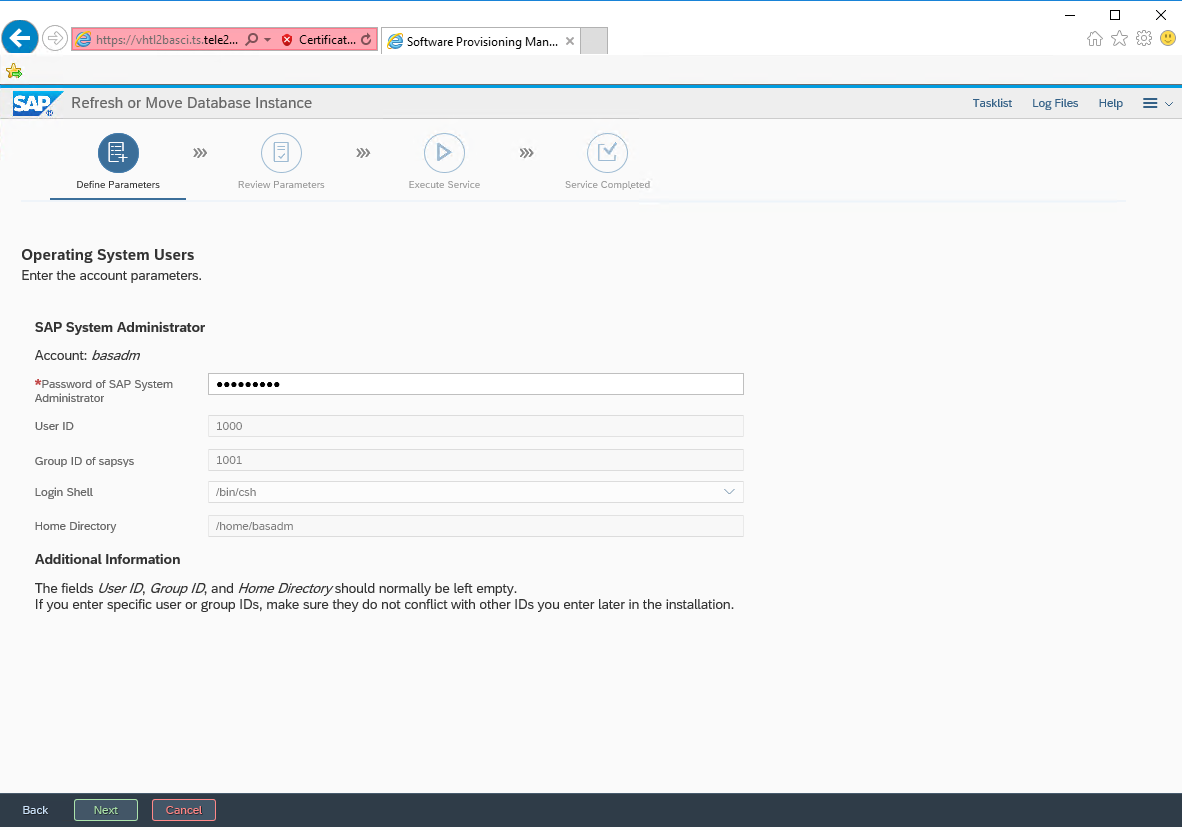 https://vhtl2basci.ts.tele2... Certificat... Software Provisioning Man...
SAP Refresh or Move Database Instance Tasklist Log Files Help
Define Parameters Review Parameters Execute Service Service Completed
Operating System Users
Enter the account parameters.
SAP System Administrator
Account: basadm
*Password of SAP System
Administrator
User ID 1000
Group ID of sapsys 1001
Login Shell /bin/csh
Home Directory /home/basadm
Additional Information
The fields User ID, Group ID, and Home Directory should normally be left empty.
If you enter specific user or group IDs, make sure they do not conflict with other IDs you enter later in the installation.
Back Next Cancel